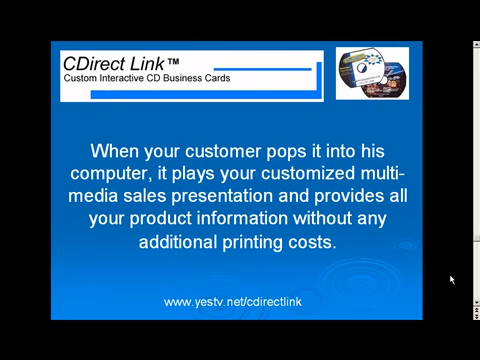 CDirect Link™
Custom Interactive CD Business Cards
When your customer pops it into his
computer, it plays your customized multi-
media sales presentation and provides all
your product information without any
additional printing costs.
www.yestv.net/cdirectlink